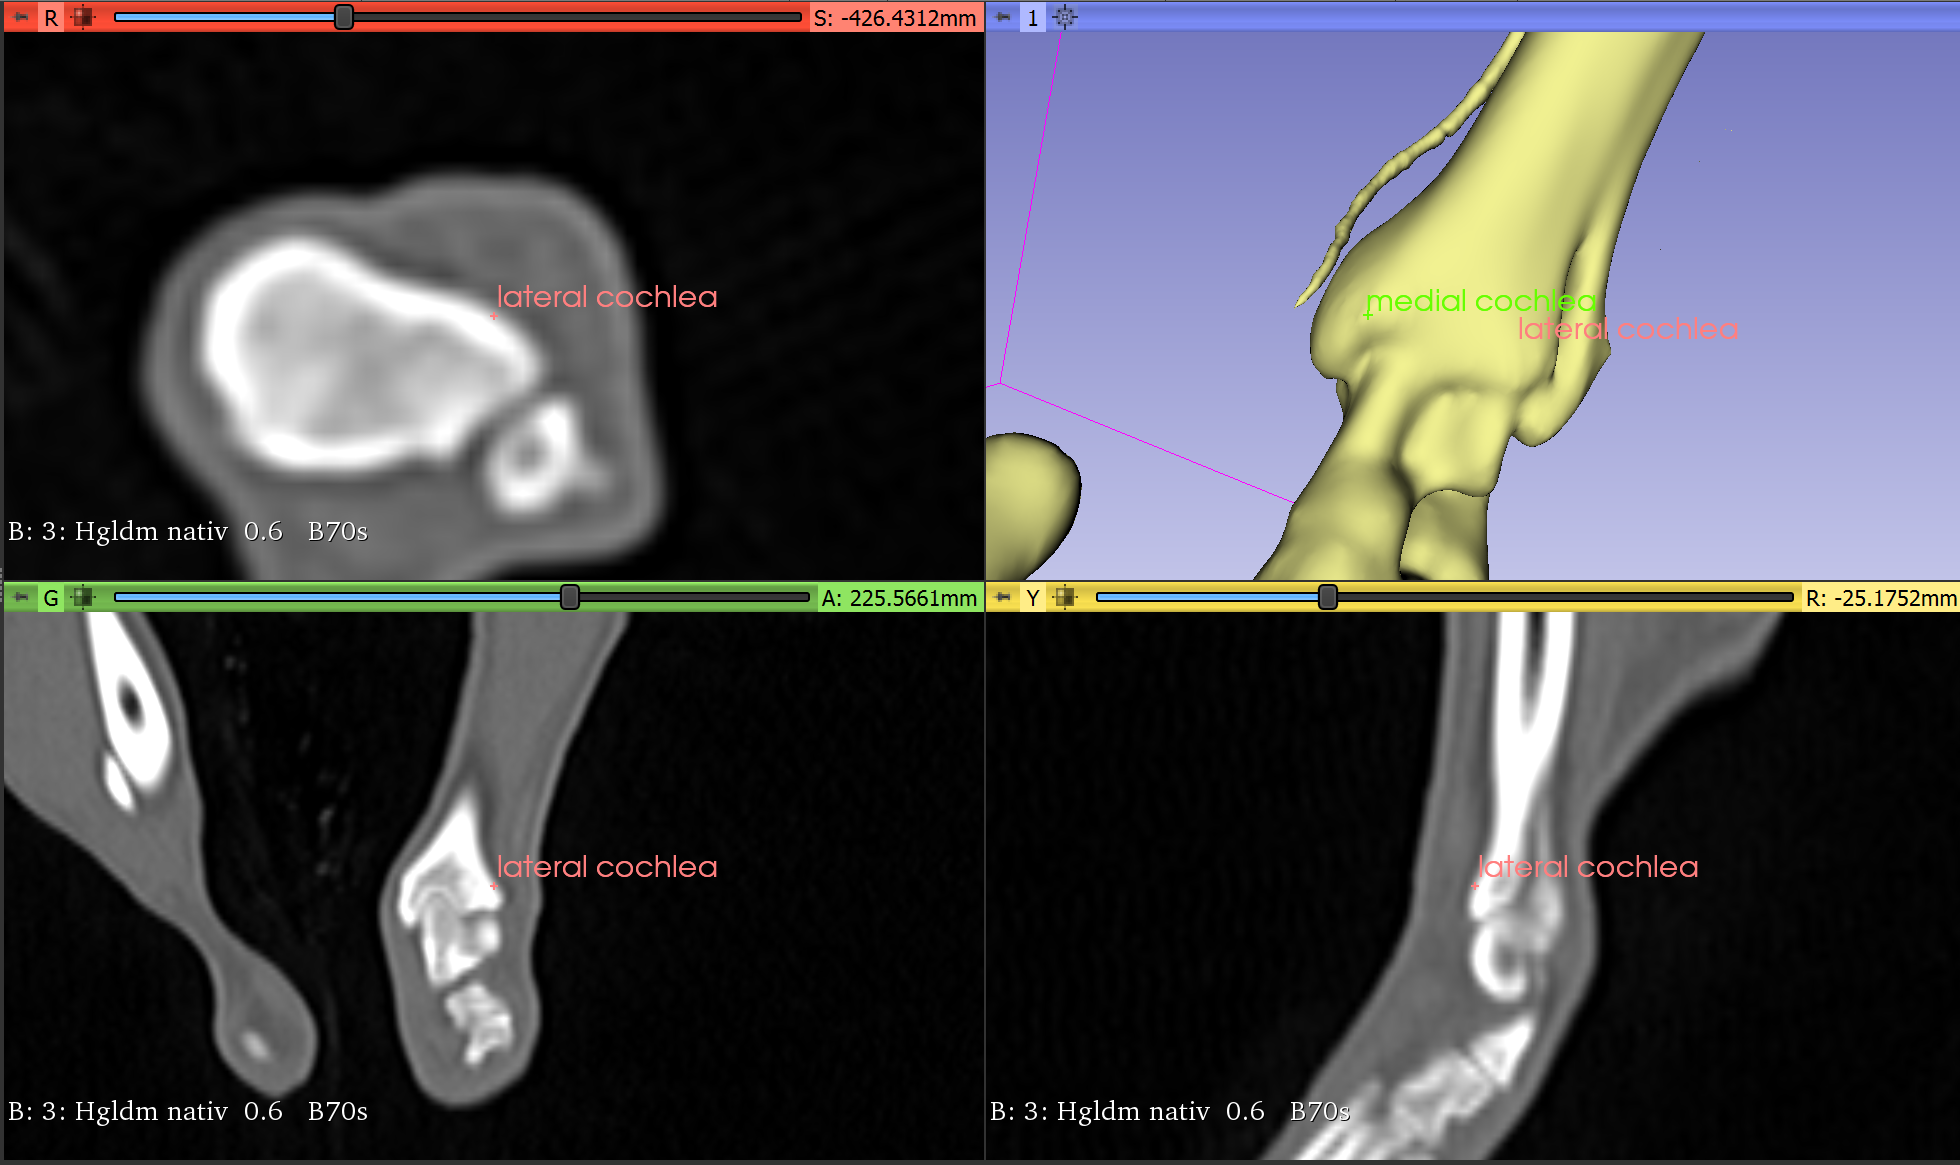 R S: -426.4312mm
lateral cochlea
B: 3: Hgldm nativ 0.6 B70s
1
medial cochlea
lateral cochlea
G A: 225.5661mm
lateral cochlea
B: 3: Hgldm nativ 0.6 B70s
Y R: -25.1752mm
lateral cochlea
B: 3: Hgldm nativ 0.6 B70s